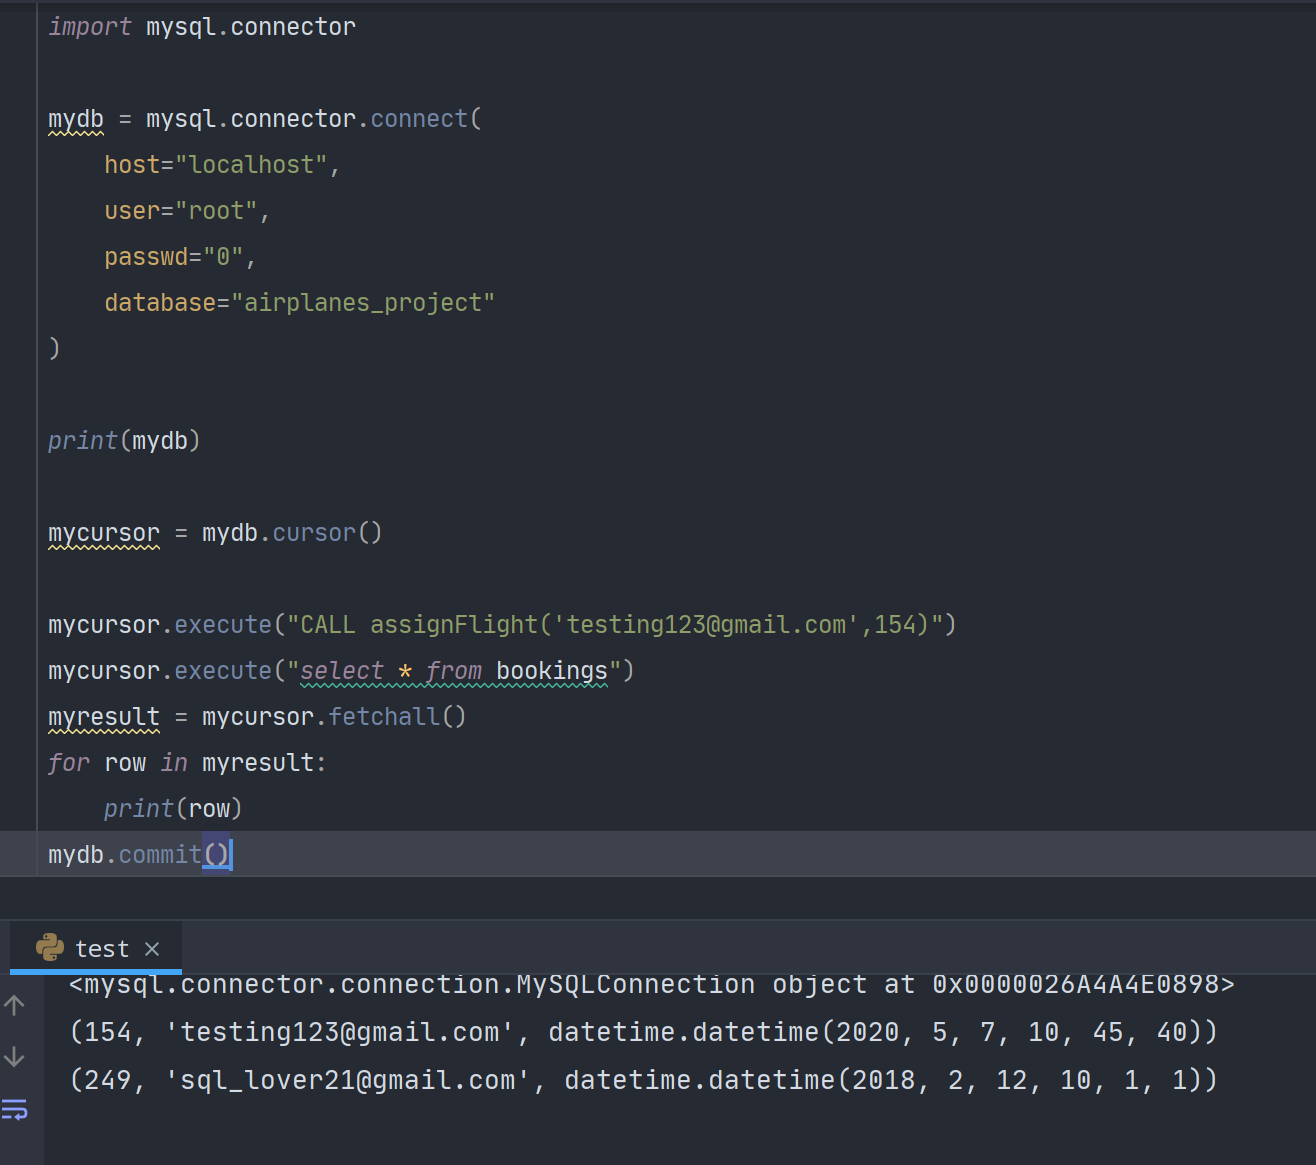 import mysql.connector
mydb = mysql.connector.connect(
    host="localhost",
    user="root",
    passwd="0",
    database="airplanes_project"
)
print(mydb)
mycursor = mydb.cursor()
mycursor.execute("CALL assignFlight('testing123@gmail.com',154)")
mycursor.execute("select * from bookings")
myresult = mycursor.fetchall()
for row in myresult:
    print(row)
mydb.commit()
test ×
<mysql.connector.connection.MySQLConnection object at 0x0000026A4A4E0898>
(154, 'testing123@gmail.com', datetime.datetime(2020, 5, 7, 10, 45, 40))
(249, 'sql_lover21@gmail.com', datetime.datetime(2018, 2, 12, 10, 1, 1))